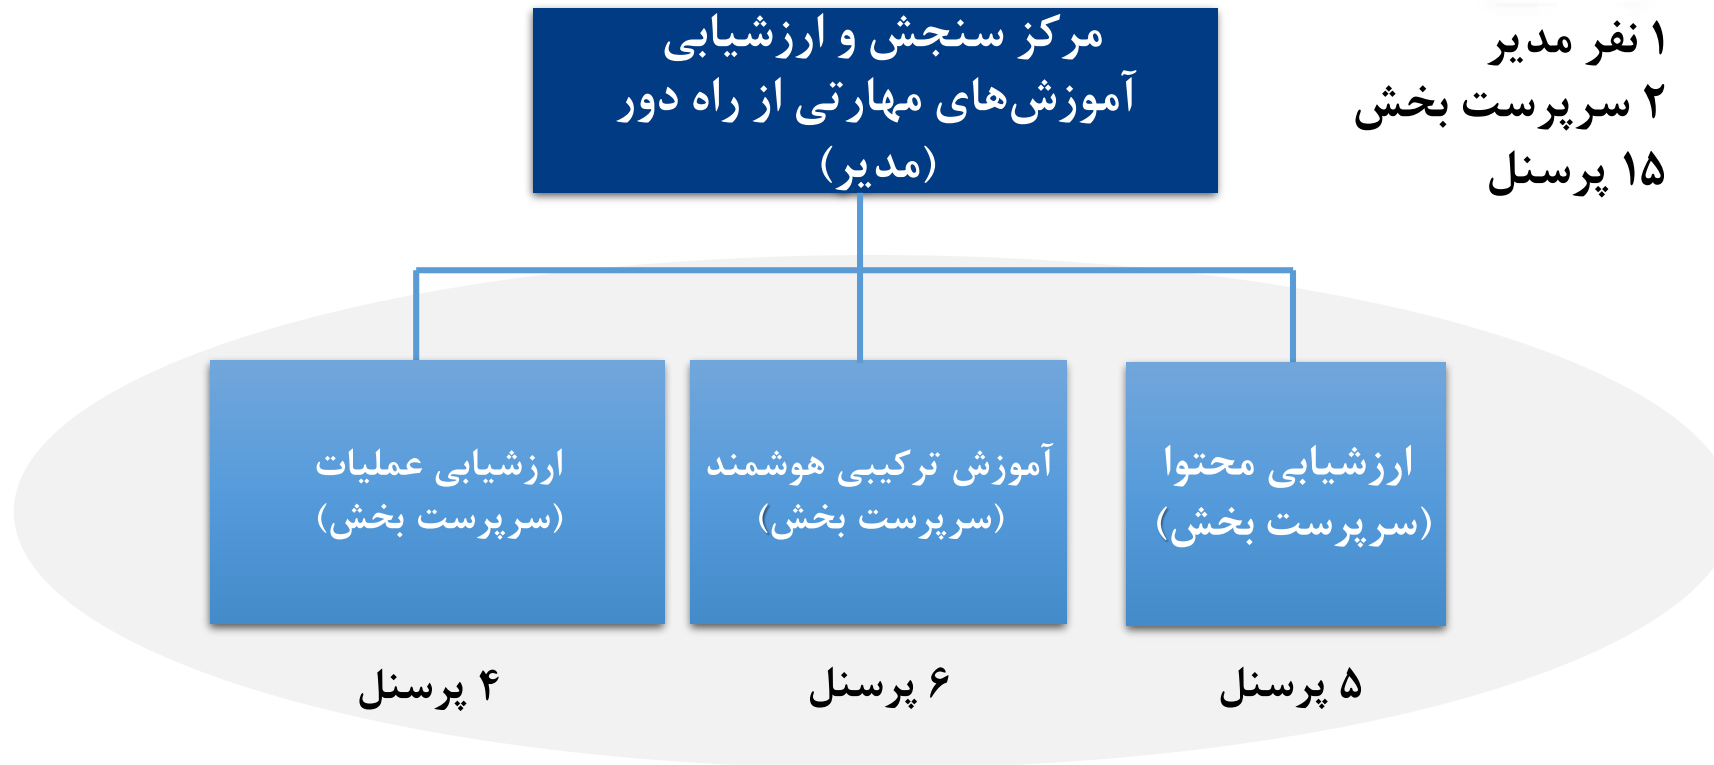 مرکز سنجش و ارزشیابی
آموزش‌های مهارتی از راه دور
(مدیر)
۱ نفر مدیر
۲ سرپرست بخش
۱۵ پرسنل
ارزشیابی محتوا
(سرپرست بخش)
آموزش ترکیبی هوشمند
(سرپرست بخش)
ارزشیابی عملیات
(سرپرست بخش)
۵ پرسنل
۶ پرسنل
۴ پرسنل